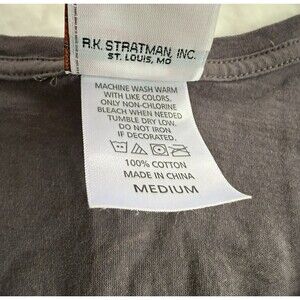 R.K. STRATMAN, INC.
ST. LOUIS, MO
MACHINE WASH WARM
WITH LIKE COLORS.
ONLY NON-CHLORINE
BLEACH WHEN NEEDED
TUMBLE DRY LOW.
DO NOT IRON
IF DECORATED.
100% COTTON
MADE IN CHINA
MEDIUM